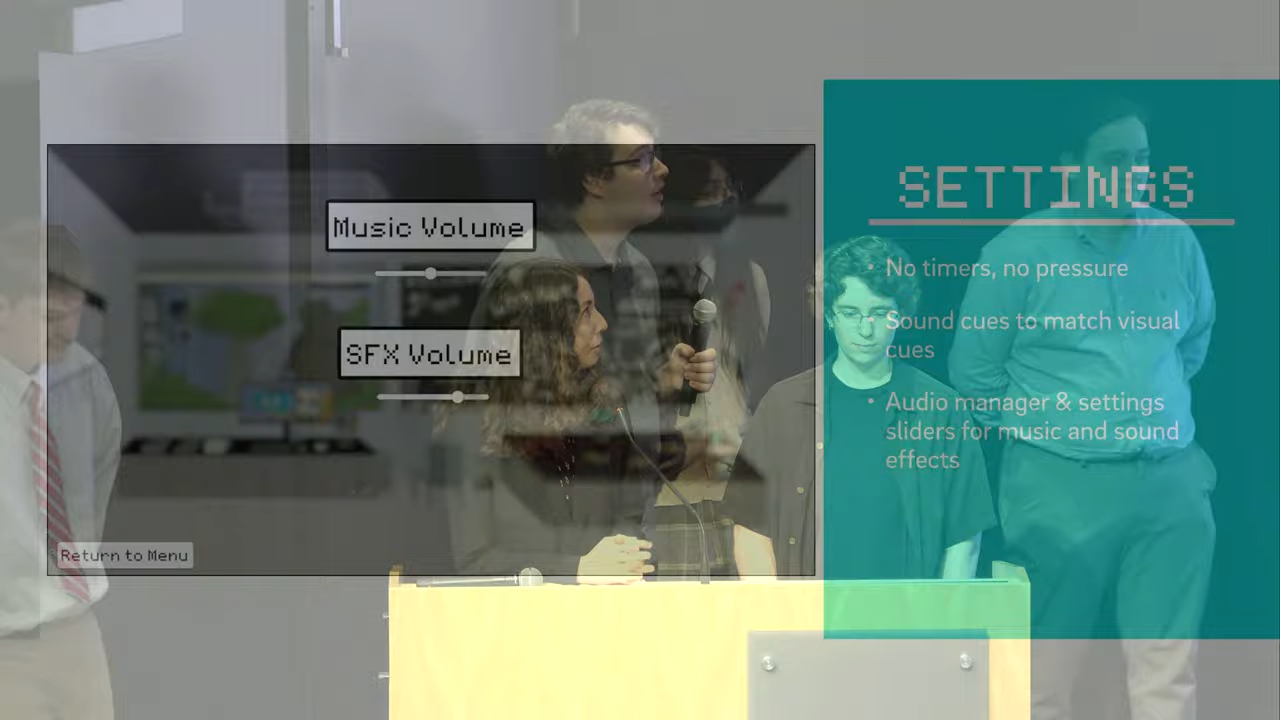 Music Volume
SFX Volume
Return to Menu
SETTINGS
• No timers, no pressure
• Sound cues to match visual
cues
• Audio manager & settings
sliders for music and sound
effects